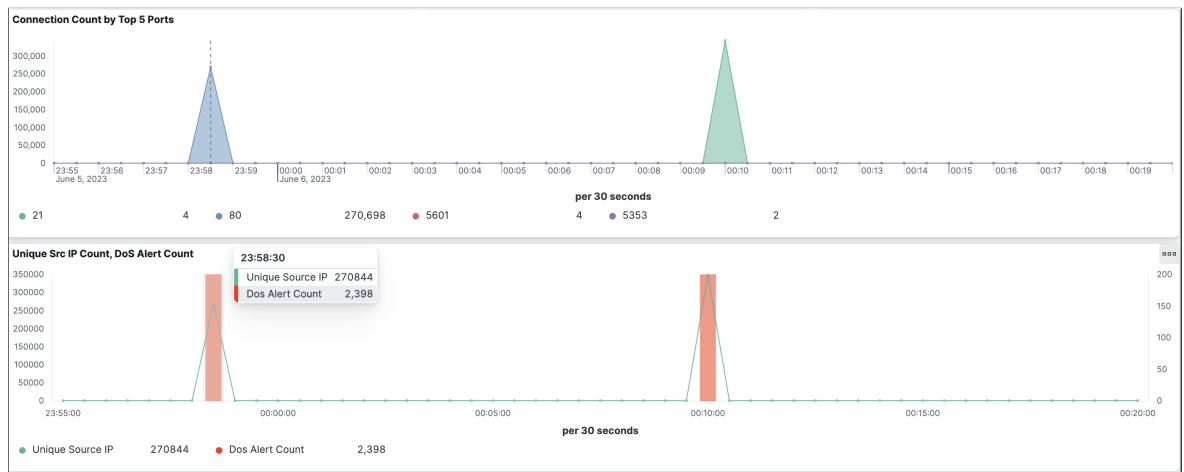 Connection Count by Top 5 Ports
300,000
250,000
200,000
150,000
100,000
50,000
0
23:55 23:56 23:57 23:58 23:59 00:00 00:01 00:02 00:03 00:04 00:05 00:06 00:07 00:08 00:09 00:10 00:11 00:12 00:13 00:14 00:15 00:16 00:17 00:18 00:19
June 5, 2023 June 6, 2023
per 30 seconds
21 4 80 270,698 5601 4 5353 2
Unique Src IP Count, DoS Alert Count
23:58:30
Unique Source IP 270844
Dos Alert Count 2,398
350000 200
300000
250000 150
200000
150000 100
100000
50000 50
0 0
23:55:00 00:00:00 00:05:00 00:10:00 00:15:00 00:20:00
per 30 seconds
Unique Source IP 270844 Dos Alert Count 2,398